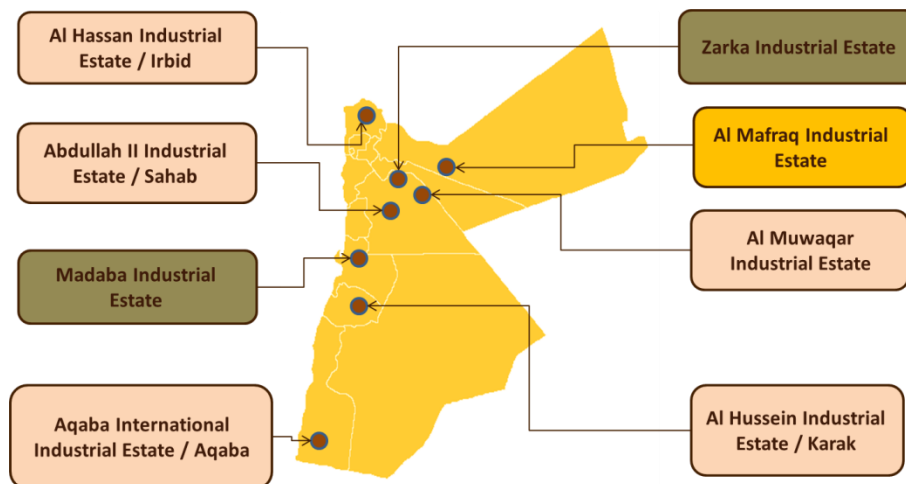 Al Hassan Industrial
Estate / Irbid
Zarka Industrial Estate
Abdullah II Industrial
Estate / Sahab
Al Mafraq Industrial
Estate
Al Muwaqar
Industrial Estate
Madaba Industrial
Estate
Aqaba International
Industrial Estate / Aqaba
Al Hussein Industrial
Estate / Karak